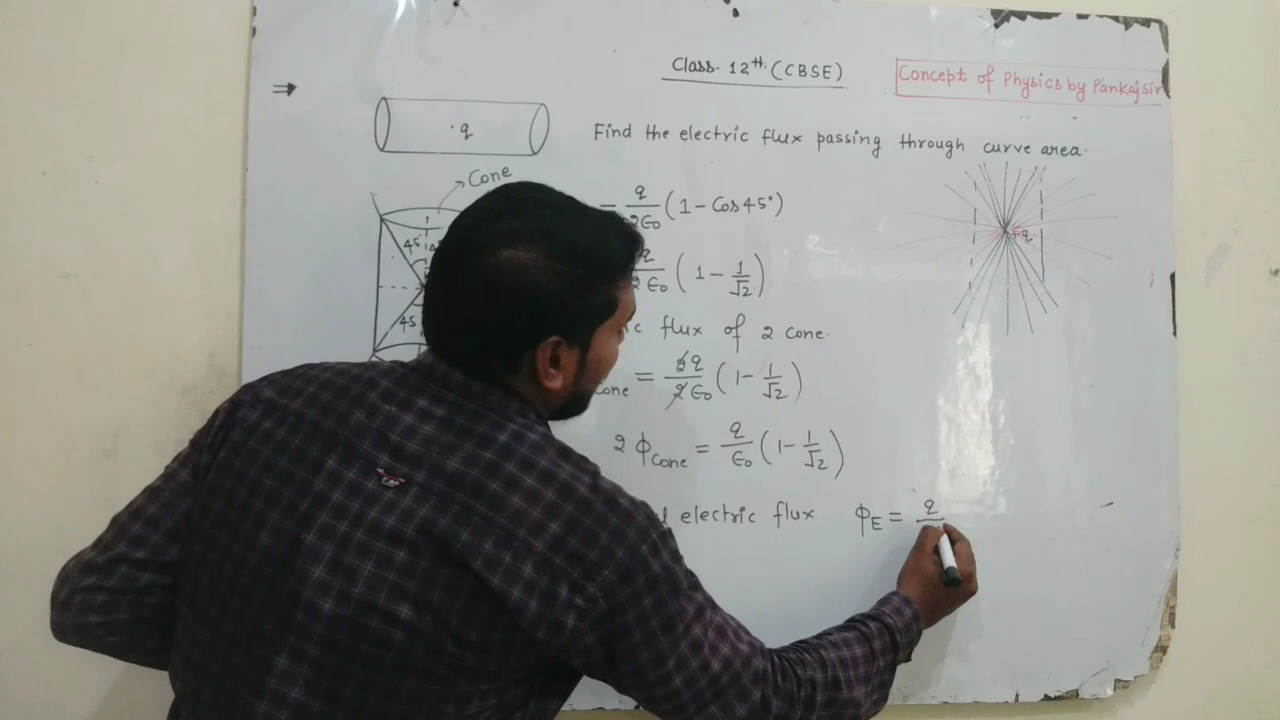 Class. 12th. (CBSE)
Concept of Physics by Pankaj Sir
⇒
.q
Find the electric flux passing through curve area.
Cone
= q/2ϵ₀ (1 - Cos 45°)
45°
q/2ϵ₀ (1 - 1/√2)
+q
45
flux of 2 cone.
cone = 2q/2ϵ₀ (1 - 1/√2)
2 ϕCone = q/ϵ₀ (1 - 1/√2)
electric flux ϕE = q